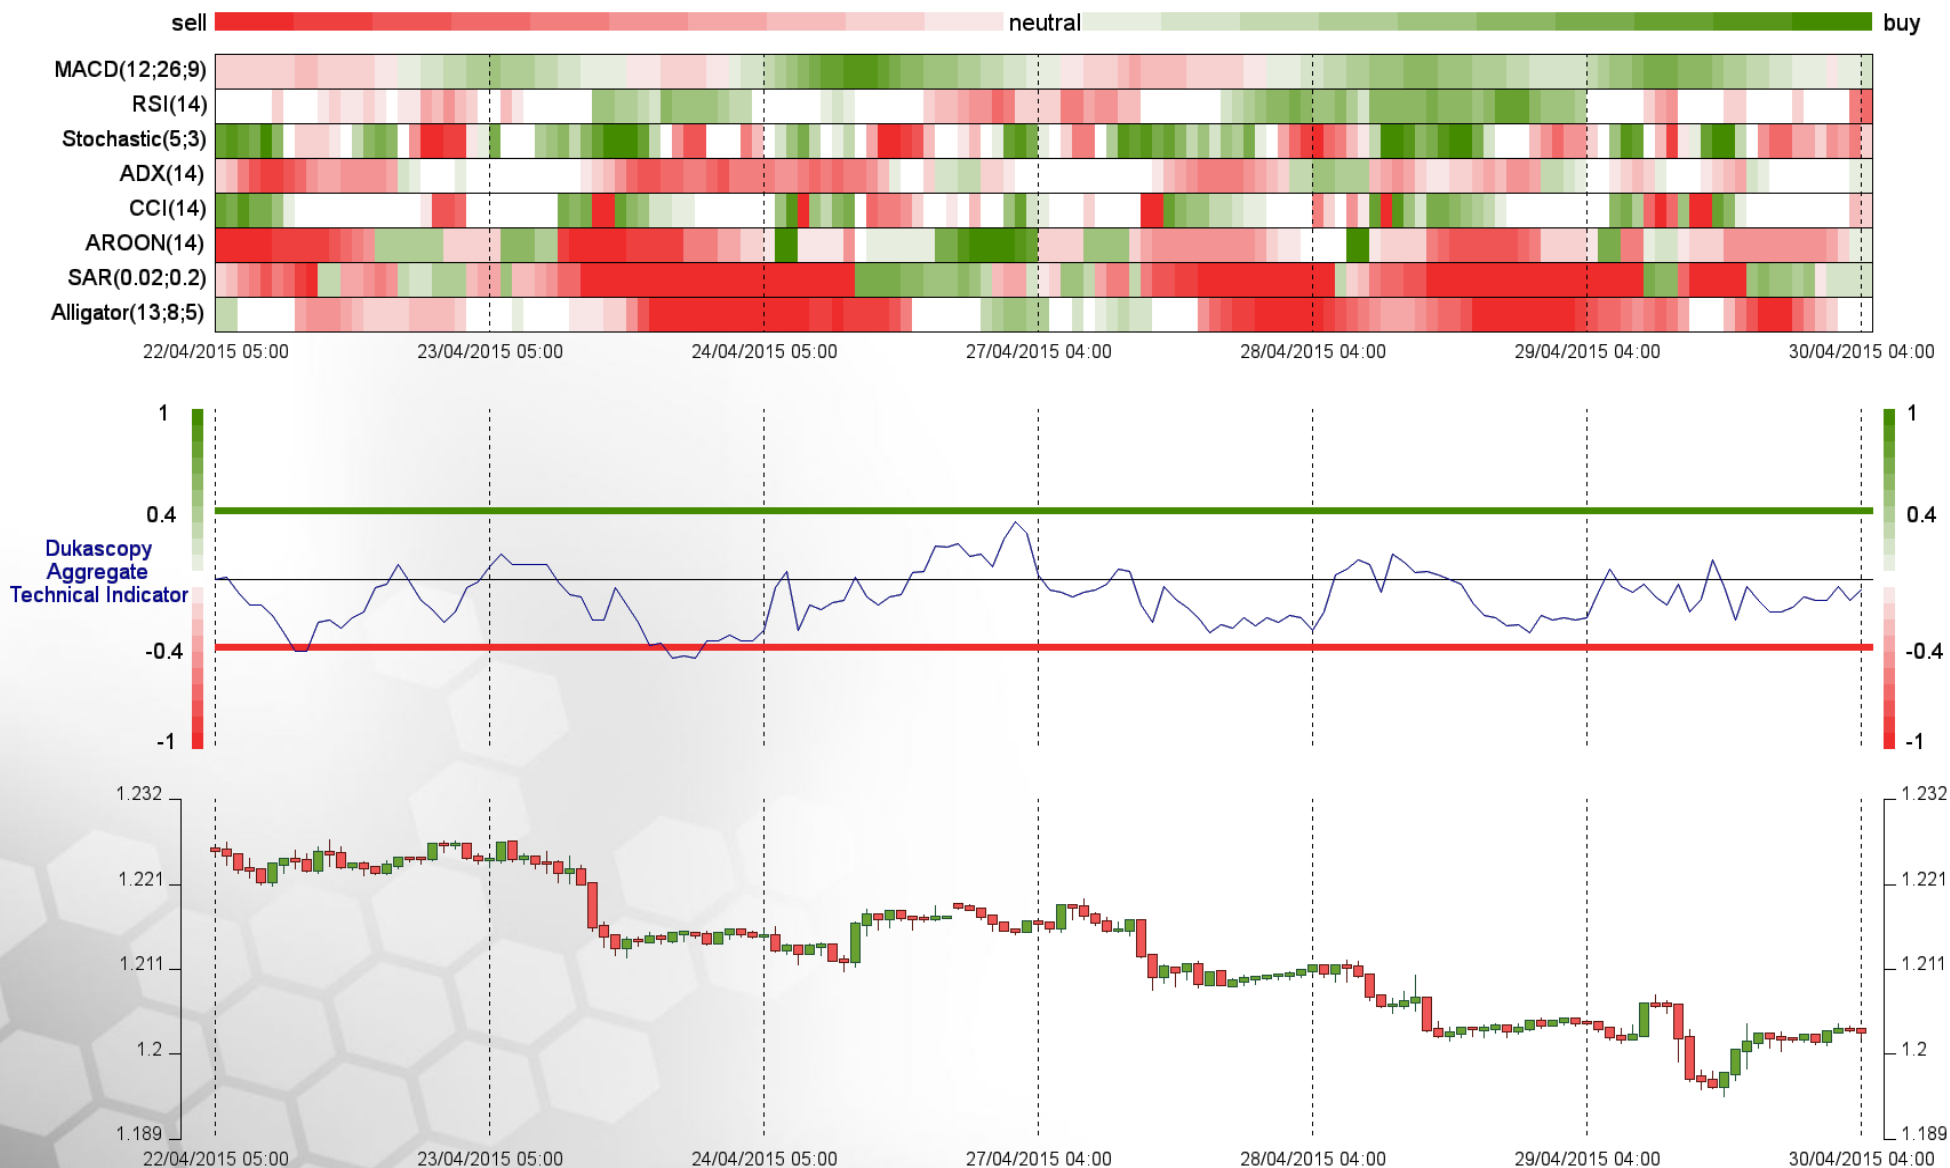 sell neutral buy
MACD(12;26;9)
RSI(14)
Stochastic(5;3)
ADX(14)
CCI(14)
AROON(14)
SAR(0.02;0.2)
Alligator(13;8;5)
22/04/2015 05:00 23/04/2015 05:00 24/04/2015 05:00 27/04/2015 04:00 28/04/2015 04:00 29/04/2015 04:00 30/04/2015 04:00
1 1
0.4 0.4
Dukascopy
Aggregate
Technical Indicator
-0.4 -0.4
-1 -1
1.232 1.232
1.221 1.221
1.211 1.211
1.2 1.2
1.189 1.189
22/04/2015 05:00 23/04/2015 05:00 24/04/2015 05:00 27/04/2015 04:00 28/04/2015 04:00 29/04/2015 04:00 30/04/2015 04:00